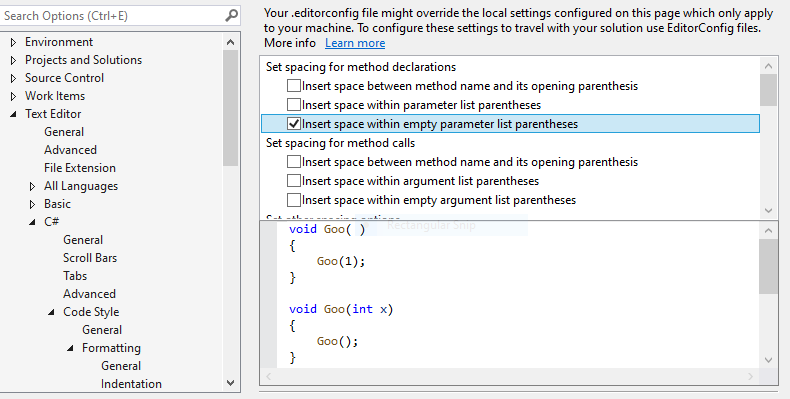 Search Options (Ctrl+E)
Environment
Projects and Solutions
Source Control
Work Items
Text Editor
General
Advanced
File Extension
All Languages
Basic
C#
General
Scroll Bars
Tabs
Advanced
Code Style
General
Formatting
General
Indentation
Your .editorconfig file might override the local settings configured on this page which only apply
to your machine. To configure these settings to travel with your solution use EditorConfig files.
More info Learn more
Set spacing for method declarations
Insert space between method name and its opening parenthesis
Insert space within parameter list parentheses
Insert space within empty parameter list parentheses
Set spacing for method calls
Insert space between method name and its opening parenthesis
Insert space within argument list parentheses
Insert space within empty argument list parentheses
Set other spacing options
Rectangular Snip
void Goo( )
{
Goo(1);
}
void Goo(int x)
{
Goo();
}